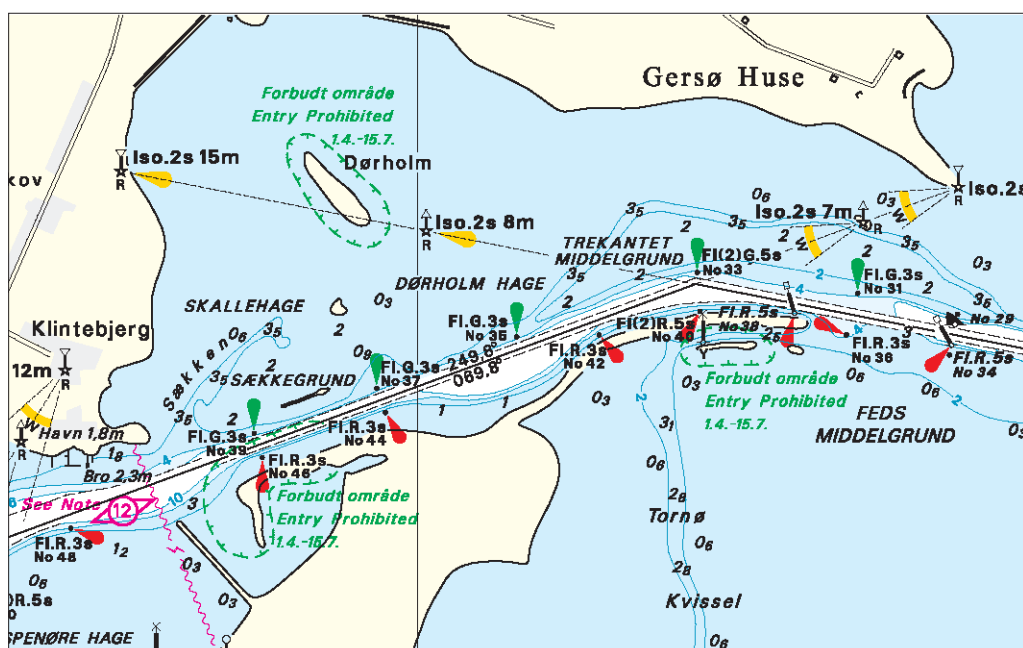 Gersø Huse
Forbudt område
Entry Prohibited
1.4.-15.7.
Iso.2s 15m
R
kov
Dørholm
Iso.2s
R
Iso.2s 7m
R
W
W
Iso.2s 8m
R
TREKANTET
MIDDELGRUND
Fl(2)G.5s
No 33
Fl.G.3s
No 31
DØRHOLM HAGE
SKALLEHAGE
No 29
Fl.G.3s
No 35
Fl(2)R.5s
No 40
Fl.R.5s
No 38
Fl.R.3s
No 36
Klintebjerg
12m
R
Sækken
249.8°
069.8°
Fl.R.3s
No 42
Fl.R.5s
No 34
SÆKKEGRUND
Fl.G.3s
No 37
Y
Forbudt område
Entry Prohibited
1.4.-15.7.
Fl.R.3s
No 44
FEDS
MIDDELGRUND
W
R
Havn 1,8m
Fl.G.3s
No 39
Bro 2,3m
Fl.R.3s
No 46
See Note
12
Forbudt område
Entry Prohibited
1.4.-15.7.
Tornø
Fl.R.3s
No 48
)R.5s
Kvissel
SPENØRE HAGE